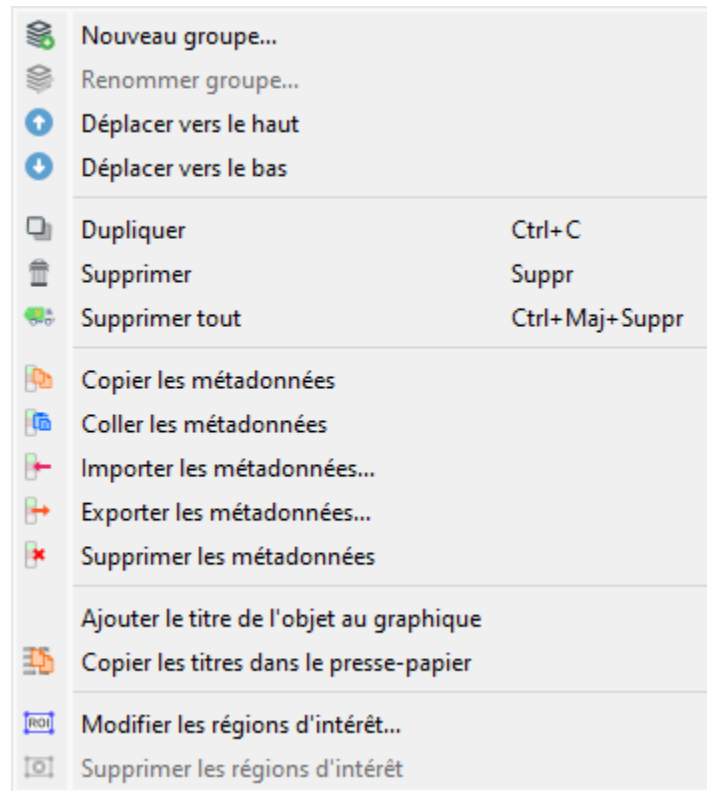 Nouveau groupe...
Renommer groupe...
Déplacer vers le haut
Déplacer vers le bas
Dupliquer Ctrl+C
Supprimer Suppr
Supprimer tout Ctrl+Maj+Suppr
Copier les métadonnées
Coller les métadonnées
Importer les métadonnées...
Exporter les métadonnées...
Supprimer les métadonnées
Ajouter le titre de l'objet au graphique
Copier les titres dans le presse-papier
ROI Modifier les régions d'intérêt...
Supprimer les régions d'intérêt